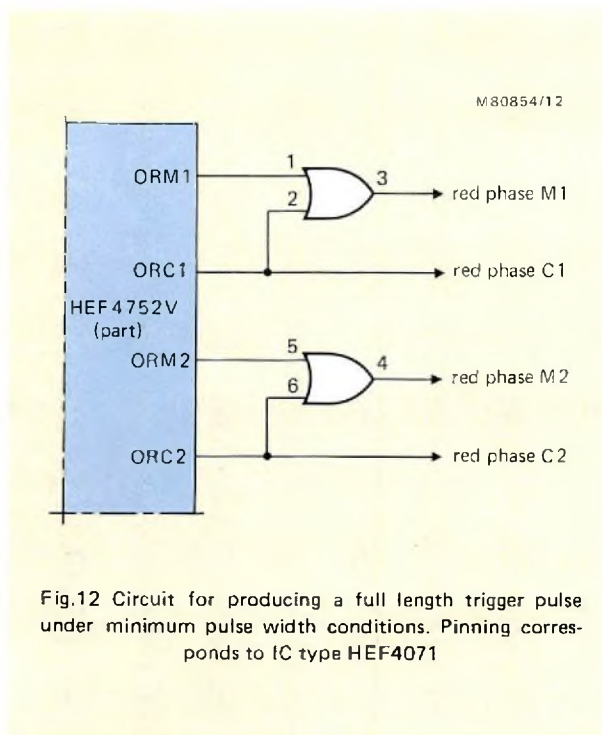 M80854/12
ORM1
1
2
3
red phase M1
ORC1
red phase C1
HEF4752V
(part)
ORM2
5
6
4
red phase M2
ORC2
red phase C2
Fig.12 Circuit for producing a full length trigger pulse
under minimum pulse width conditions. Pinning corres-
ponds to IC type HEF4071